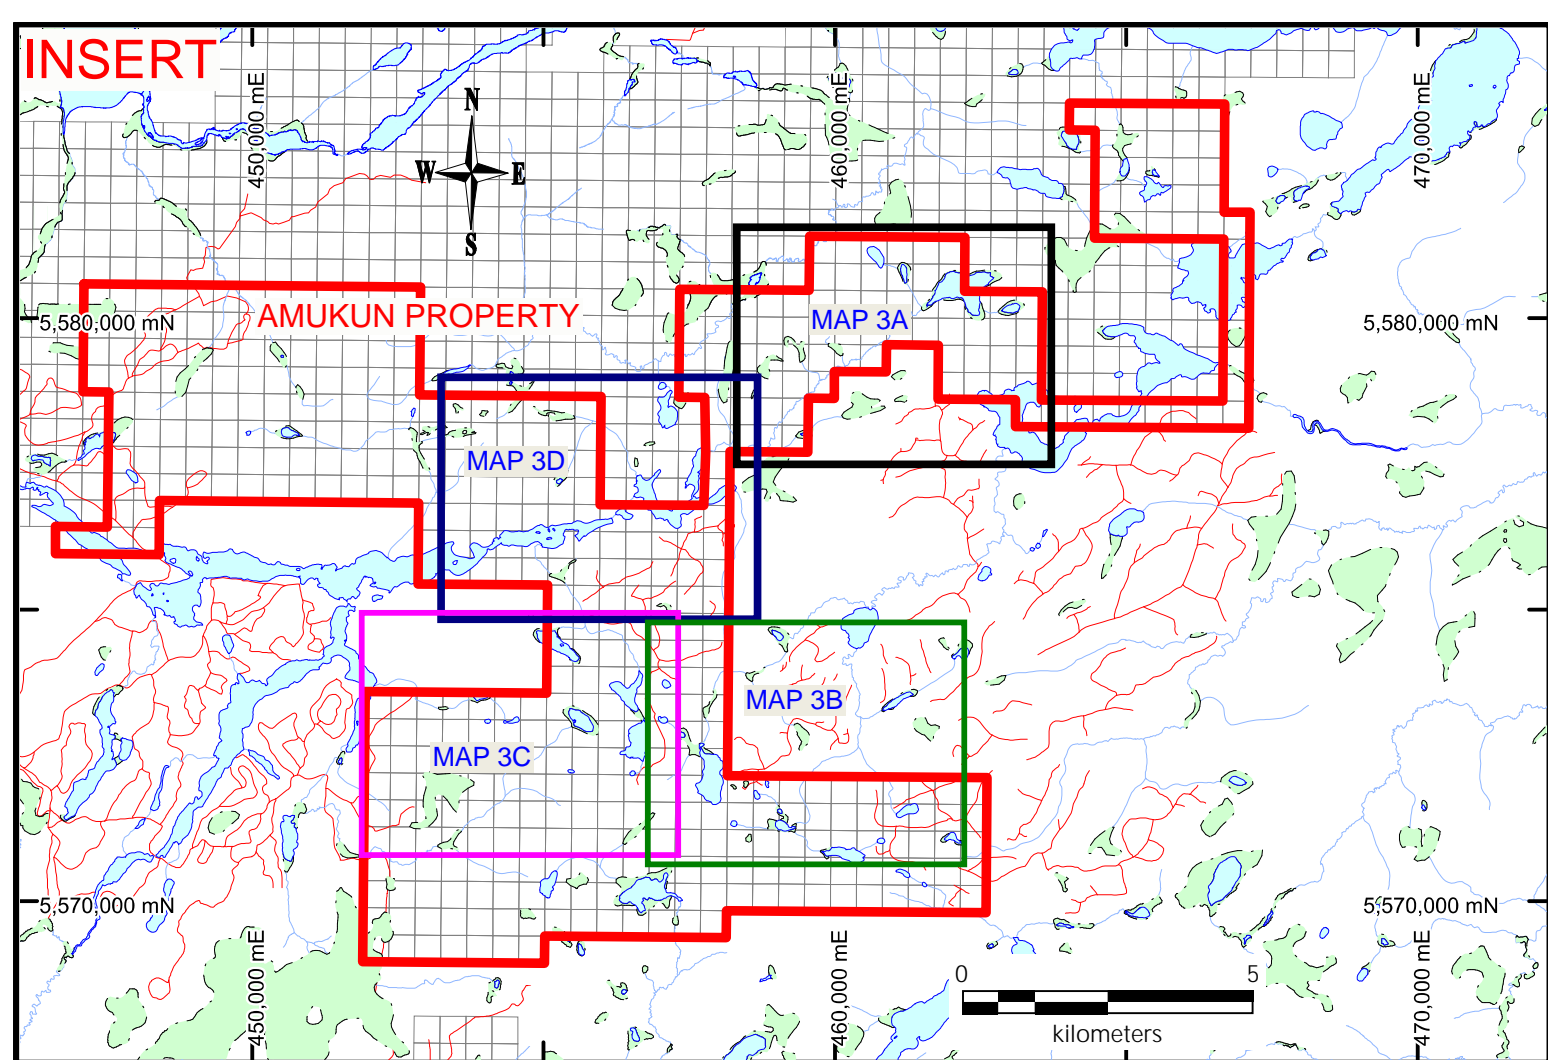 INSERT
450,000 mE
460,000 mE
470,000 mE
N
W
E
S
AMUKUN PROPERTY
5,580,000 mN
MAP 3A
5,580,000 mN
MAP 3D
MAP 3B
MAP 3C
5,570,000 mN
5,570,000 mN
450,000 mE
460,000 mE
470,000 mE
0
5
kilometers